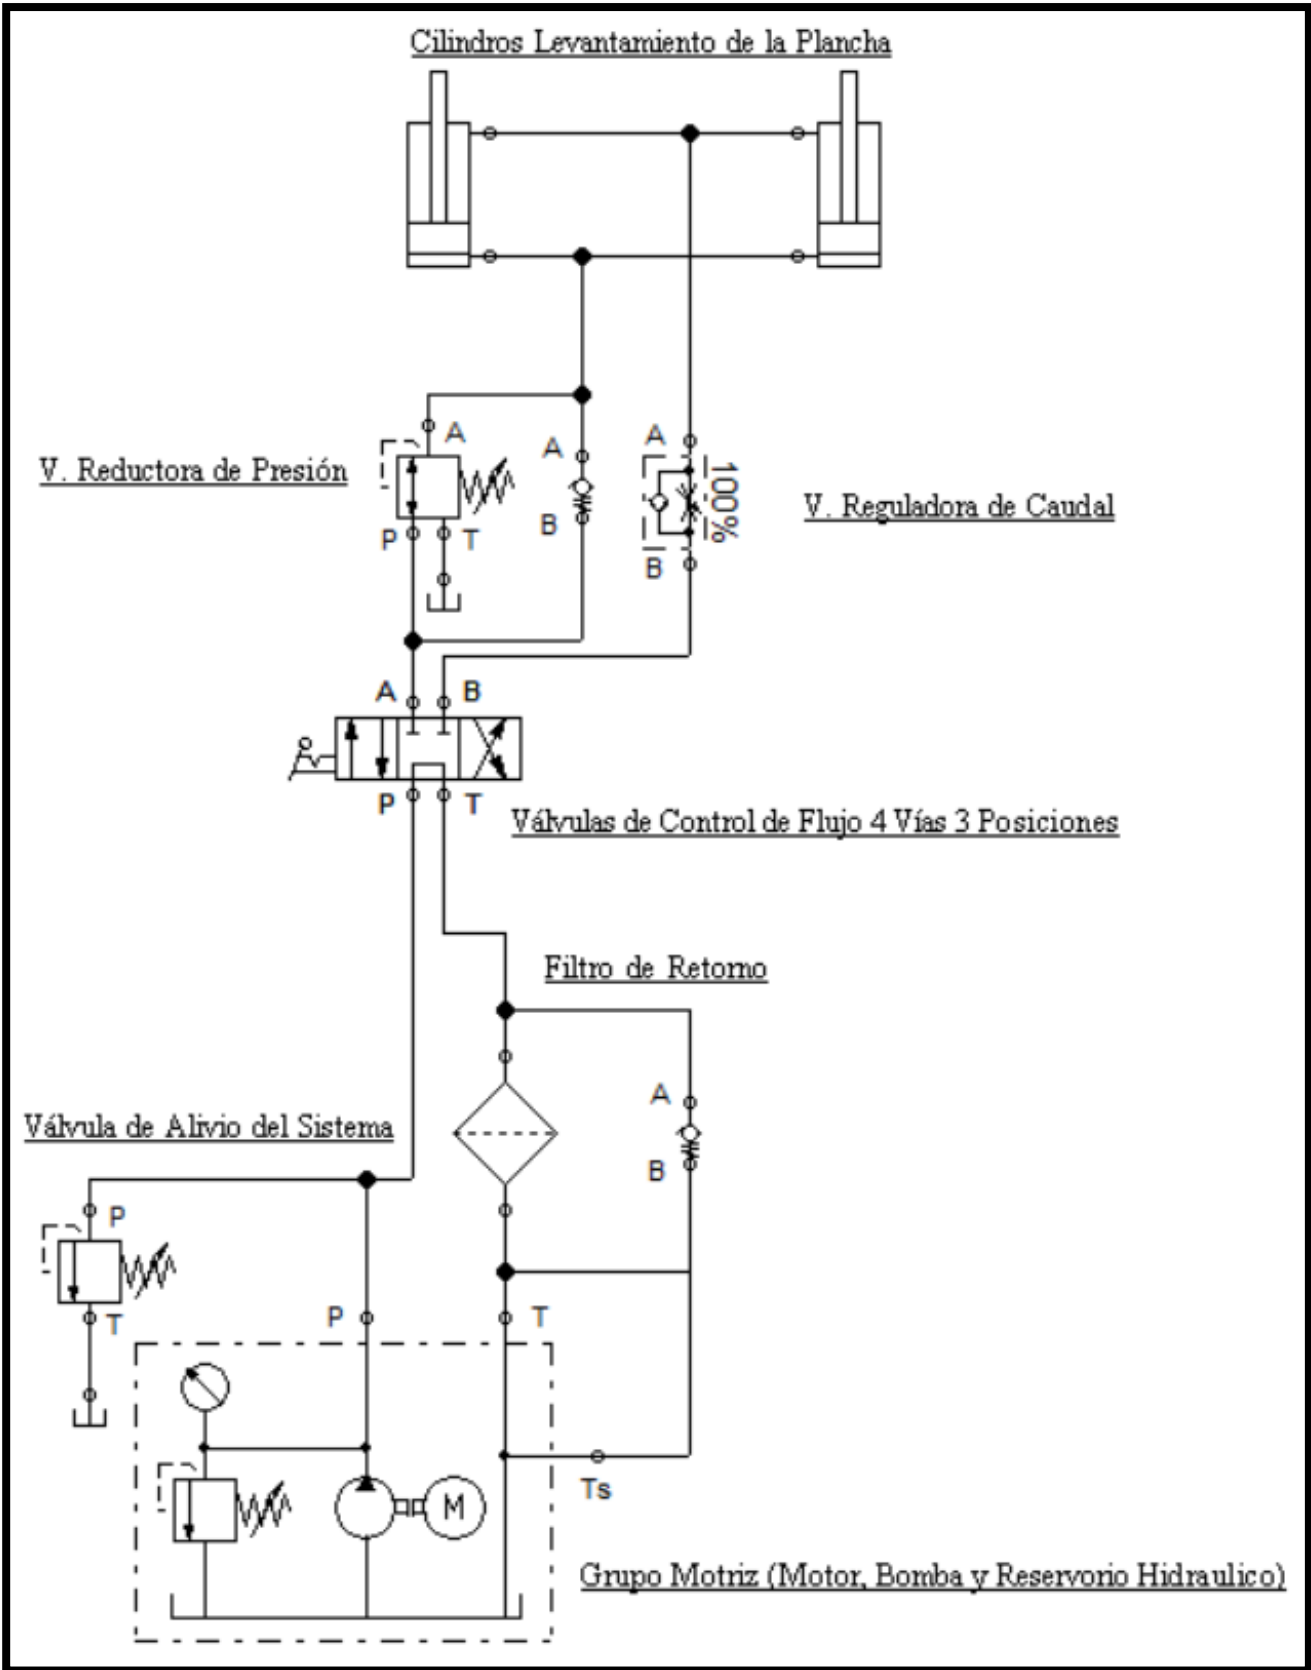 Cilindros Levantamiento de la Plancha
A
A
A
V. Reductora de Presión
100%
V. Reguladora de Caudal
B
P
T
B
A
B
P
T
Válvulas de Control de Flujo 4 Vías 3 Posiciones
Filtro de Retorno
A
Válvula de Alivio del Sistema
B
P
T
P
T
M
Ts
Grupo Motriz (Motor, Bomba y Reservorio Hidraulico)